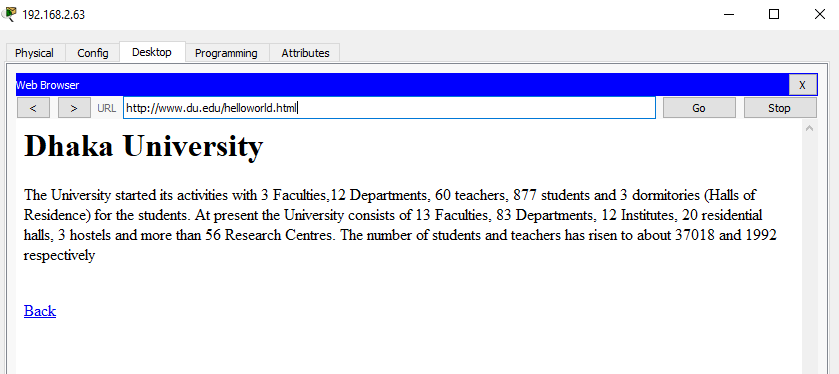 192.168.2.63
Physical Config Desktop Programming Attributes
Web Browser X
< > URL http://www.du.edu/helloworld.html Go Stop
Dhaka University
The University started its activities with 3 Faculties,12 Departments, 60 teachers, 877 students and 3 dormitories (Halls of
Residence) for the students. At present the University consists of 13 Faculties, 83 Departments, 12 Institutes, 20 residential
halls, 3 hostels and more than 56 Research Centres. The number of students and teachers has risen to about 37018 and 1992
respectively
Back